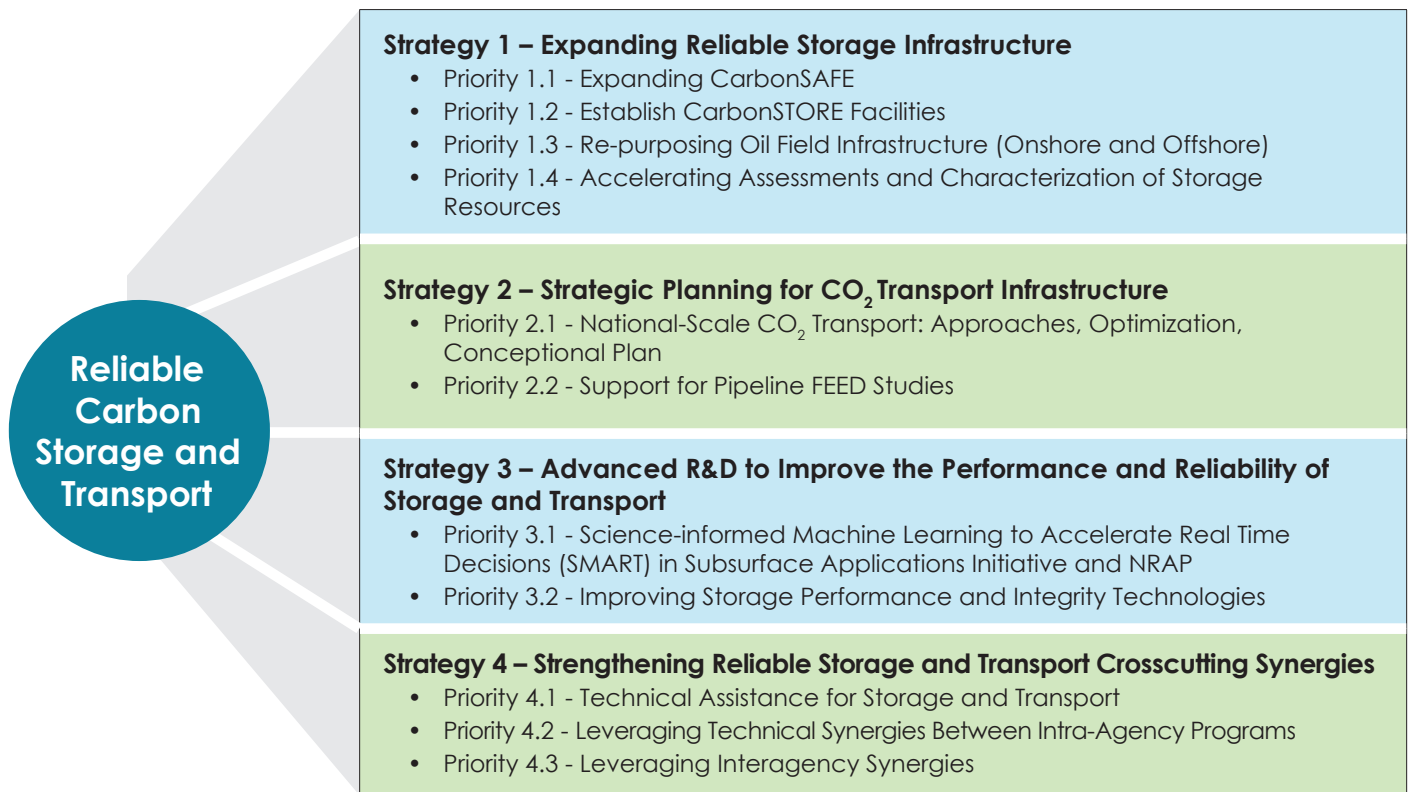 Reliable
Carbon
Storage and
Transport
Strategy 1 – Expanding Reliable Storage Infrastructure
• Priority 1.1 - Expanding CarbonSAFE
• Priority 1.2 - Establish CarbonSTORE Facilities
• Priority 1.3 - Re-purposing Oil Field Infrastructure (Onshore and Offshore)
• Priority 1.4 - Accelerating Assessments and Characterization of Storage
Resources
Strategy 2 – Strategic Planning for CO₂ Transport Infrastructure
• Priority 2.1 - National-Scale CO₂ Transport: Approaches, Optimization,
Conceptional Plan
• Priority 2.2 - Support for Pipeline FEED Studies
Strategy 3 – Advanced R&D to Improve the Performance and Reliability of
Storage and Transport
• Priority 3.1 - Science-informed Machine Learning to Accelerate Real Time
Decisions (SMART) in Subsurface Applications Initiative and NRAP
• Priority 3.2 - Improving Storage Performance and Integrity Technologies
Strategy 4 – Strengthening Reliable Storage and Transport Crosscutting Synergies
• Priority 4.1 - Technical Assistance for Storage and Transport
• Priority 4.2 - Leveraging Technical Synergies Between Intra-Agency Programs
• Priority 4.3 - Leveraging Interagency Synergies